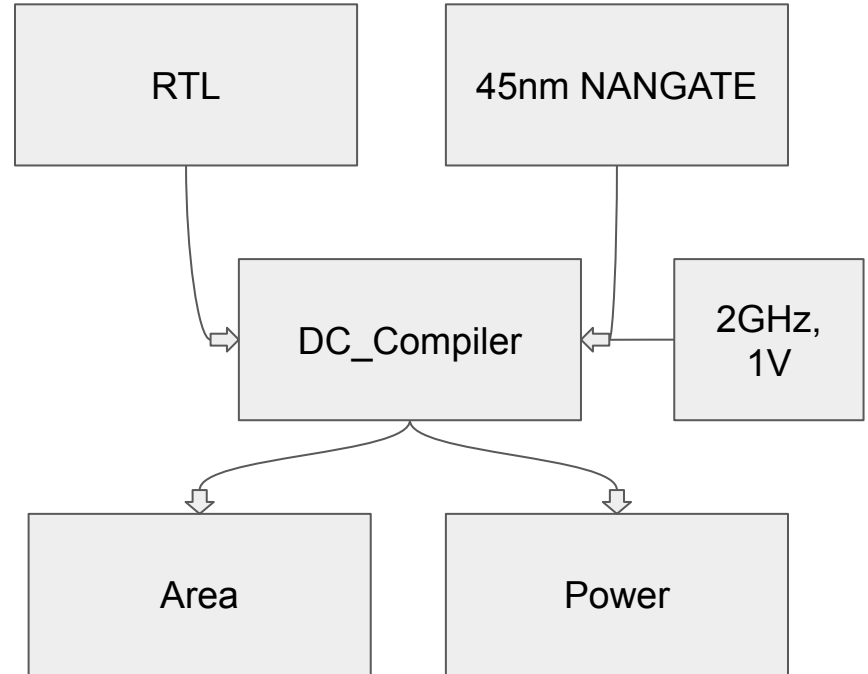 RTL
45nm NANGATE
DC_Compiler
2GHz,
1V
Area
Power